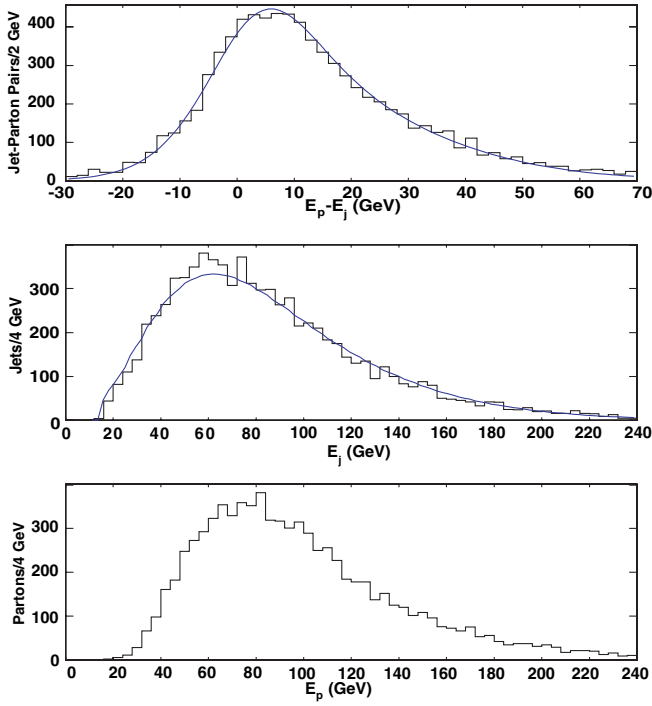 Jet-Parton Pairs/2 GeV
400
300
200
100
0
-30 -20 -10 0 10 20 30 40 50 60 70
E_p-E_j (GeV)
Jets/4 GeV
300
200
100
0
0 20 40 60 80 100 120 140 160 180 200 220 240
E_j (GeV)
Partons/4 GeV
300
200
100
0
0 20 40 60 80 100 120 140 160 180 200 220 240
E_p (GeV)